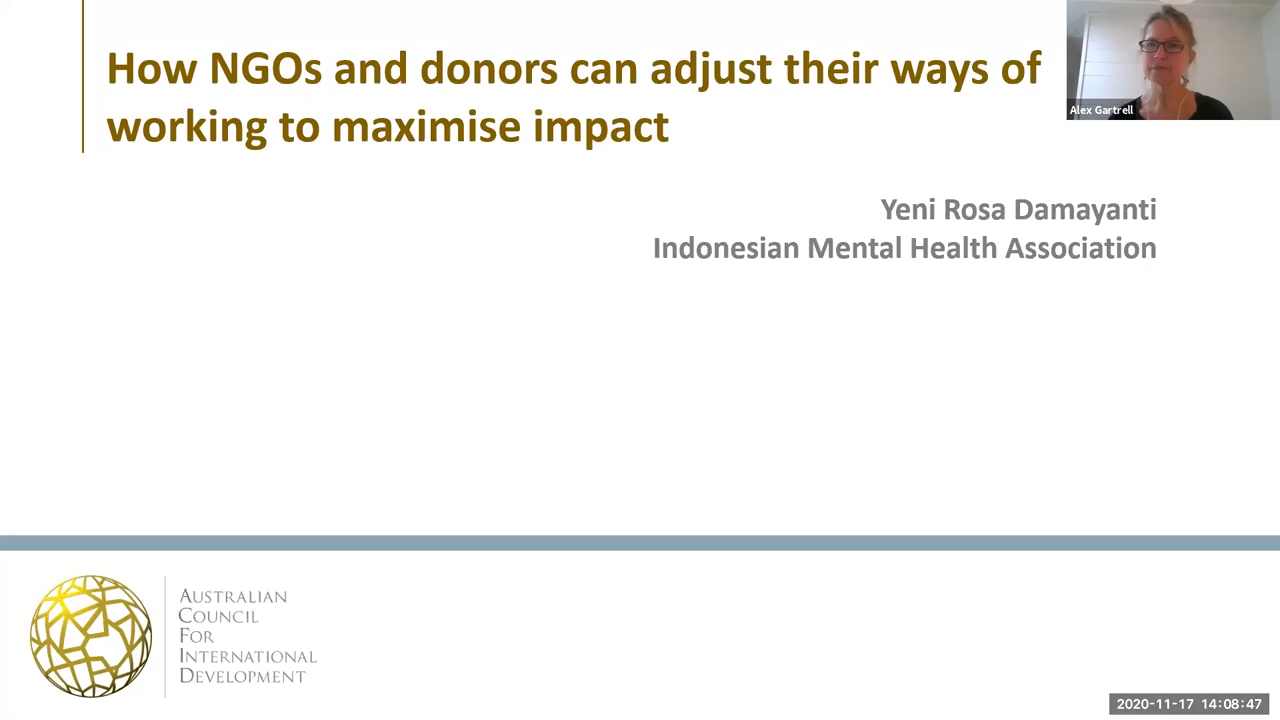 How NGOs and donors can adjust their ways of
working to maximise impact
Alex Gartrell
Yeni Rosa Damayanti
Indonesian Mental Health Association
AUSTRALIAN
COUNCIL
FOR
INTERNATIONAL
DEVELOPMENT
2020-11-17 14:08:47